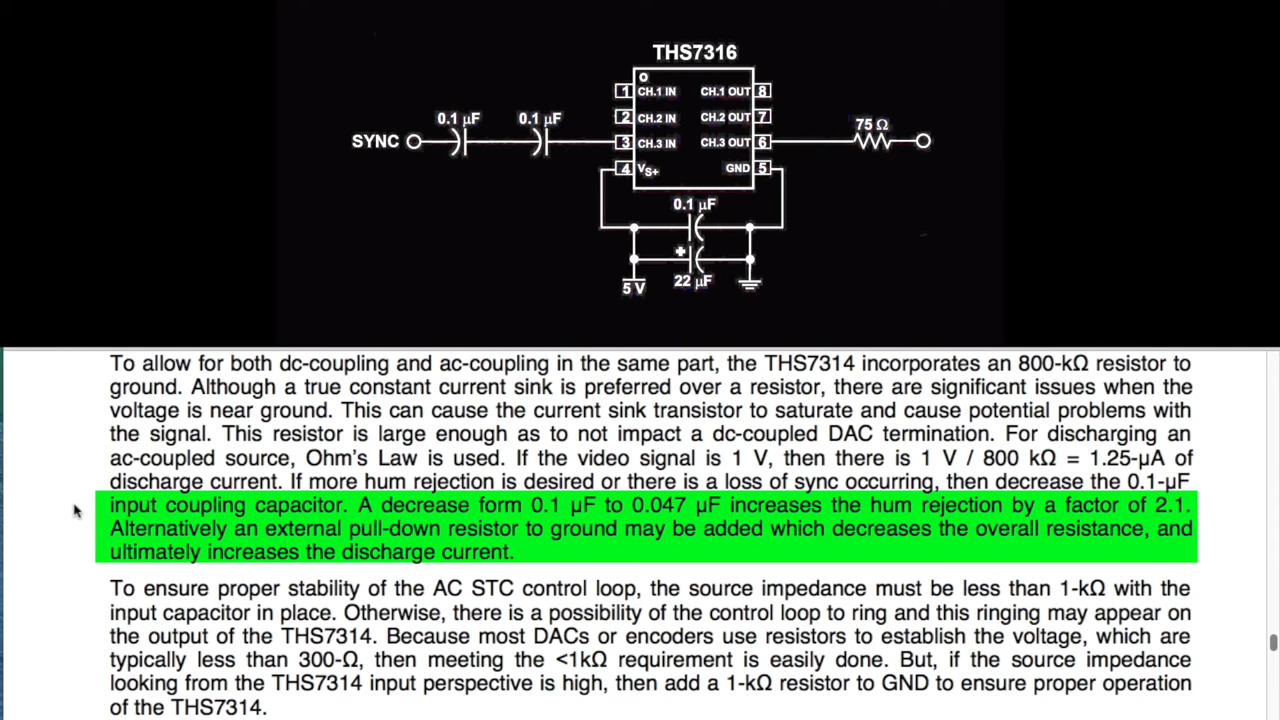 THS7316
1 CH.1 IN CH.1 OUT 8
0.1 µF 0.1 µF 2 CH.2 IN CH.2 OUT 7 75 Ω
SYNC 3 CH.3 IN CH.3 OUT 6
4 VS+ GND 5
0.1 µF
+
5 V 22 µF
To allow for both dc-coupling and ac-coupling in the same part, the THS7314 incorporates an 800-kΩ resistor to
ground. Although a true constant current sink is preferred over a resistor, there are significant issues when the
voltage is near ground. This can cause the current sink transistor to saturate and cause potential problems with
the signal. This resistor is large enough as to not impact a dc-coupled DAC termination. For discharging an
ac-coupled source, Ohm's Law is used. If the video signal is 1 V, then there is 1 V / 800 kΩ = 1.25-µA of
discharge current. If more hum rejection is desired or there is a loss of sync occurring, then decrease the 0.1-µF
input coupling capacitor. A decrease form 0.1 µF to 0.047 µF increases the hum rejection by a factor of 2.1.
Alternatively an external pull-down resistor to ground may be added which decreases the overall resistance, and
ultimately increases the discharge current.
To ensure proper stability of the AC STC control loop, the source impedance must be less than 1-kΩ with the
input capacitor in place. Otherwise, there is a possibility of the control loop to ring and this ringing may appear on
the output of the THS7314. Because most DACs or encoders use resistors to establish the voltage, which are
typically less than 300-Ω, then meeting the <1kΩ requirement is easily done. But, if the source impedance
looking from the THS7314 input perspective is high, then add a 1-kΩ resistor to GND to ensure proper operation
of the THS7314.